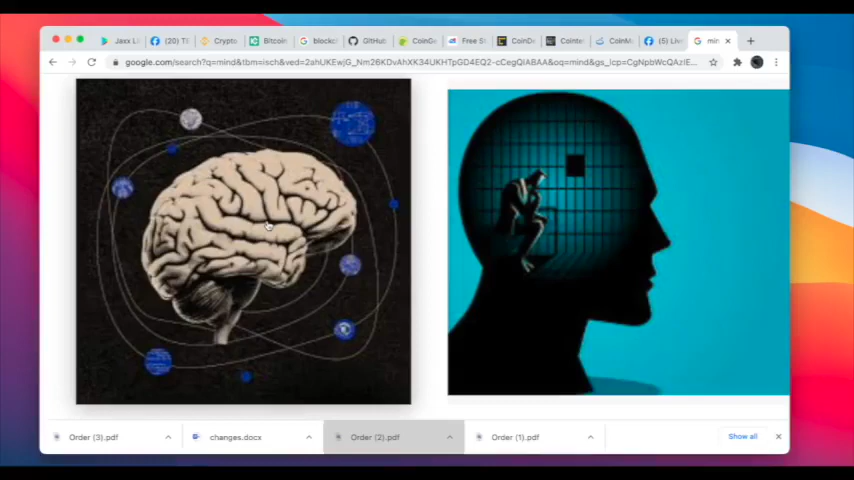 Jaxx Li
(20) Ti
Crypto
Bitcoin
blockc
GitHub
CoinGe
Free St
CoinDe
Cointe
CoinMa
(5) Live
min
google.com/search?q=mind&tbm=isch&ved=2ahUKEwjG_Nm26KDvAhXK34UKHTpGD4EQ2-cCegQIABAA&oq=mind&gs_lcp=CgNpbWcQAzIE...
Order (3).pdf
changes.docx
Order (2).pdf
Order (1).pdf
Show all